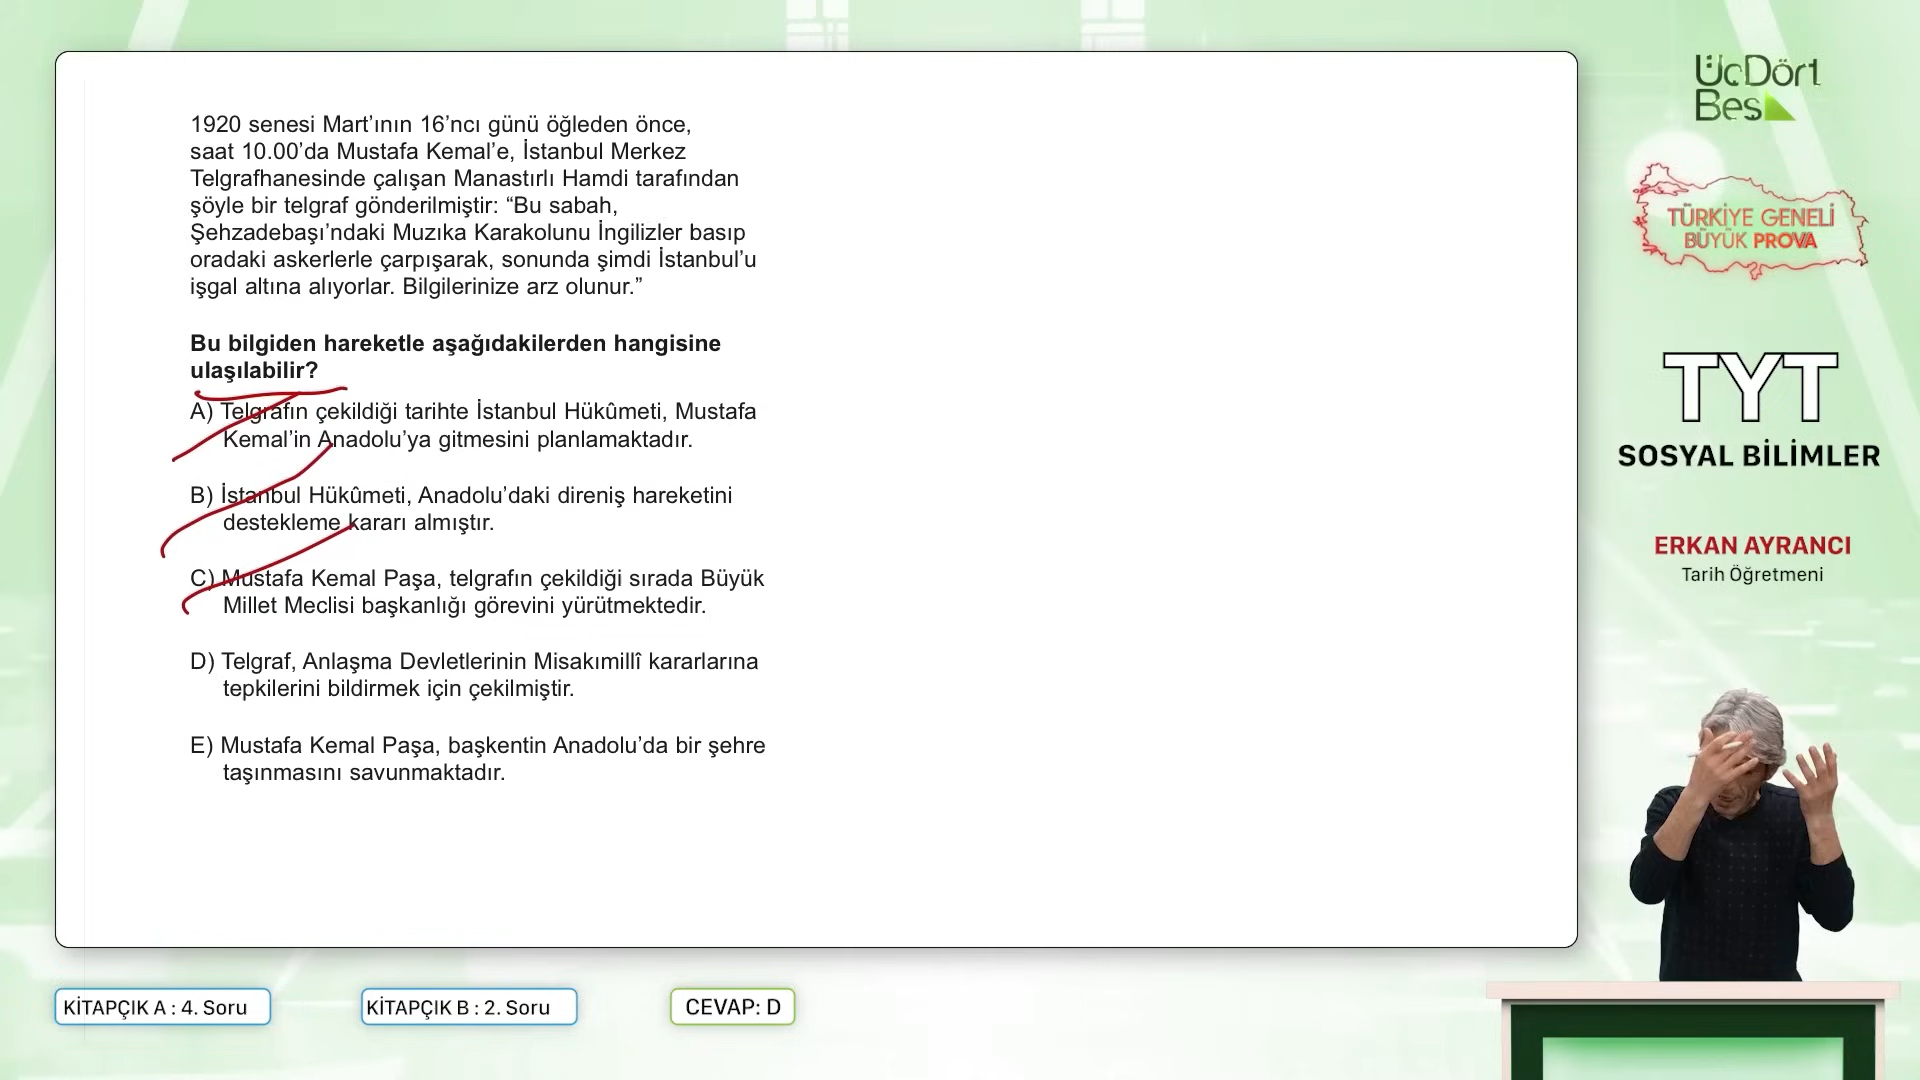 1920 senesi Mart’ının 16’ncı günü öğleden önce,
saat 10.00’da Mustafa Kemal’e, İstanbul Merkez
Telgrafhanesinde çalışan Manastırlı Hamdi tarafından
şöyle bir telgraf gönderilmiştir: “Bu sabah,
Şehzadebaşı’ndaki Muzıka Karakolunu İngilizler basıp
oradaki askerlerle çarpışarak, sonunda şimdi İstanbul’u
işgal altına alıyorlar. Bilgilerinize arz olunur.”
Bu bilgiden hareketle aşağıdakilerden hangisine
ulaşılabilir?
A) Telgrafın çekildiği tarihte İstanbul Hükûmeti, Mustafa
Kemal’in Anadolu’ya gitmesini planlamaktadır.
B) İstanbul Hükûmeti, Anadolu’daki direniş hareketini
destekleme kararı almıştır.
C) Mustafa Kemal Paşa, telgrafın çekildiği sırada Büyük
Millet Meclisi başkanlığı görevini yürütmektedir.
D) Telgraf, Anlaşma Devletlerinin Misakımillî kararlarına
tepkilerini bildirmek için çekilmiştir.
E) Mustafa Kemal Paşa, başkentin Anadolu’da bir şehre
taşınmasını savunmaktadır.
KİTAPÇIK A : 4. Soru
KİTAPÇIK B : 2. Soru
CEVAP: D
ÜçDört
Beş
TÜRKİYE GENELİ
BÜYÜK PROVA
TYT
SOSYAL BİLİMLER
ERKAN AYRANCI
Tarih Öğretmeni